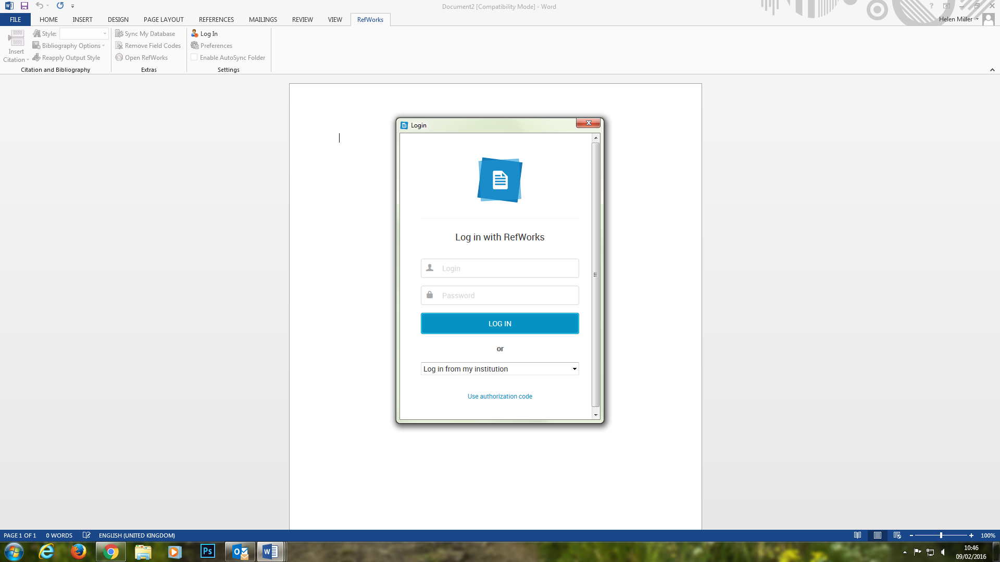 Document2 [Compatibility Mode] - Word
FILE HOME INSERT DESIGN PAGE LAYOUT REFERENCES MAILINGS REVIEW VIEW RefWorks
Helen Miller
Insert
Citation
Style:
Bibliography Options
Reapply Output Style
Citation and Bibliography
Sync My Database
Remove Field Codes
Open RefWorks
Extras
Log In
Preferences
Enable AutoSync Folder
Settings
Login
Log in with RefWorks
Login
Password
LOG IN
or
Log in from my institution
Use authorization code
PAGE 1 OF 1 0 WORDS ENGLISH (UNITED KINGDOM) 100%
Ps
10:46
09/02/2016